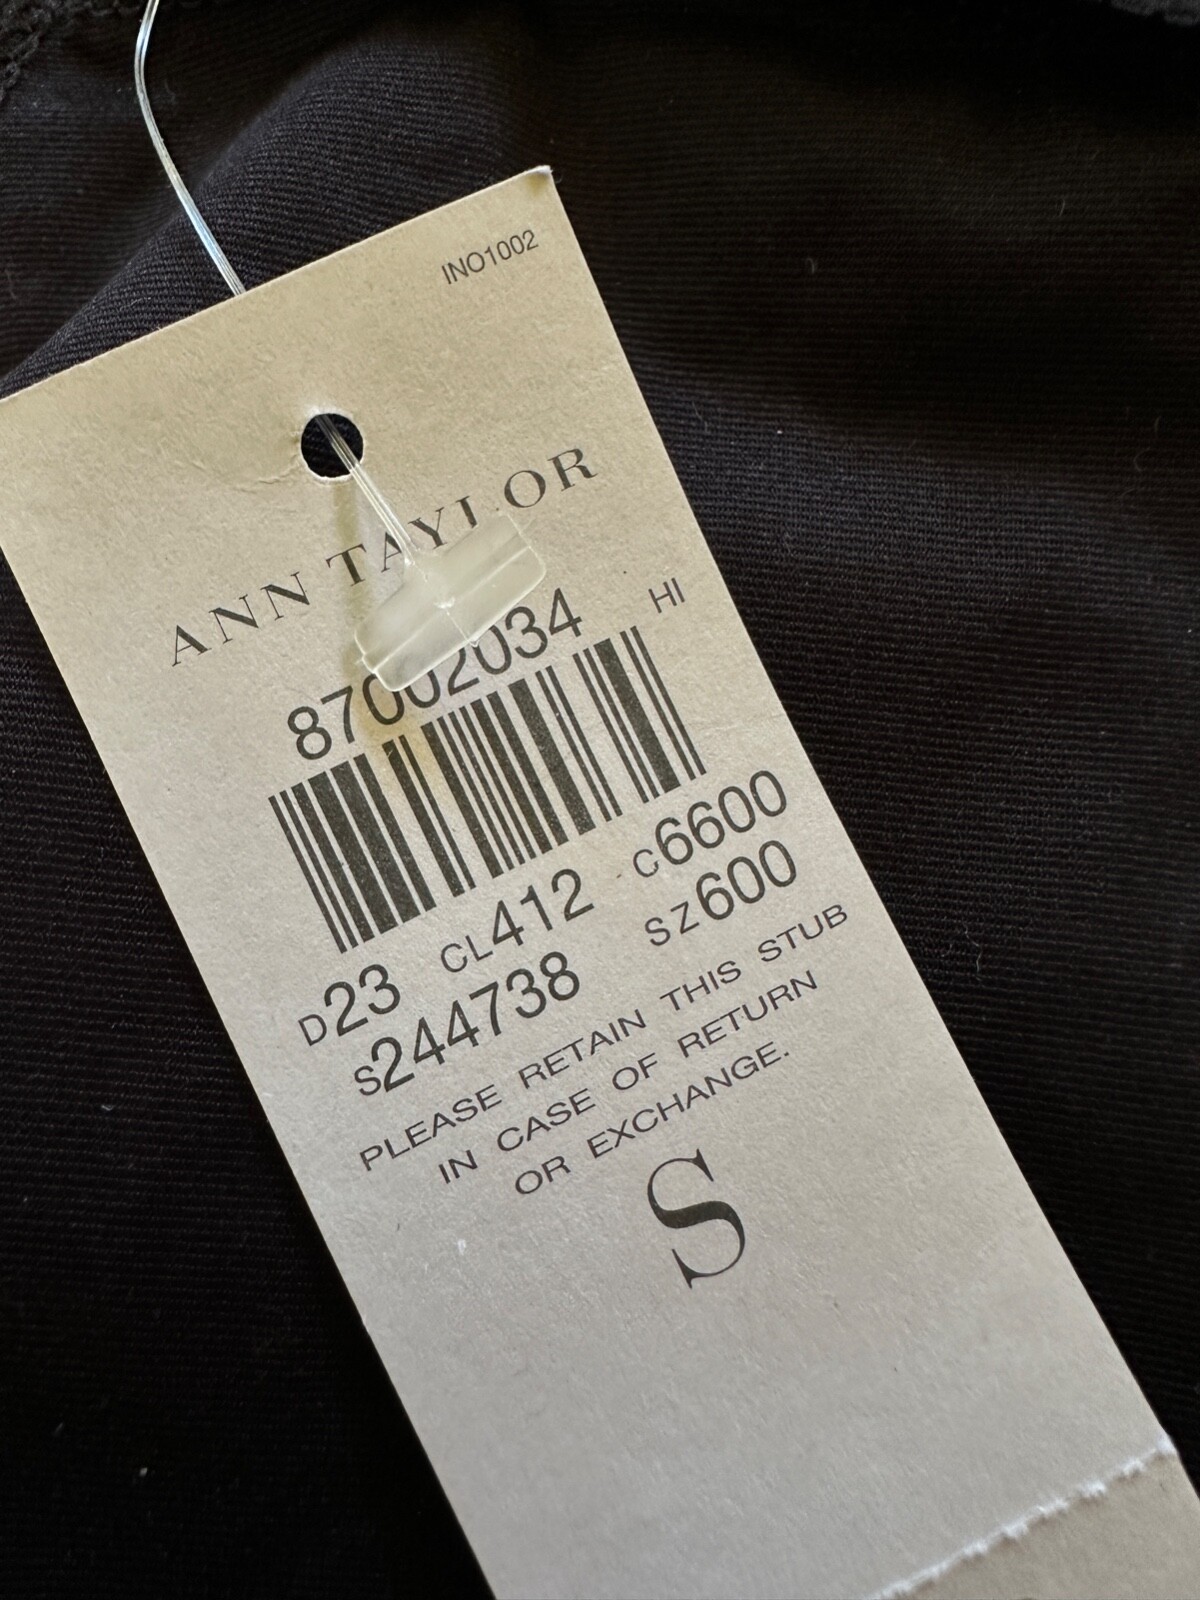 INO1002
ANN TAYLOR
87002034 HI
D23 CL412 C6600
S244738 SZ600
PLEASE RETAIN THIS STUB
IN CASE OF RETURN
OR EXCHANGE.
S